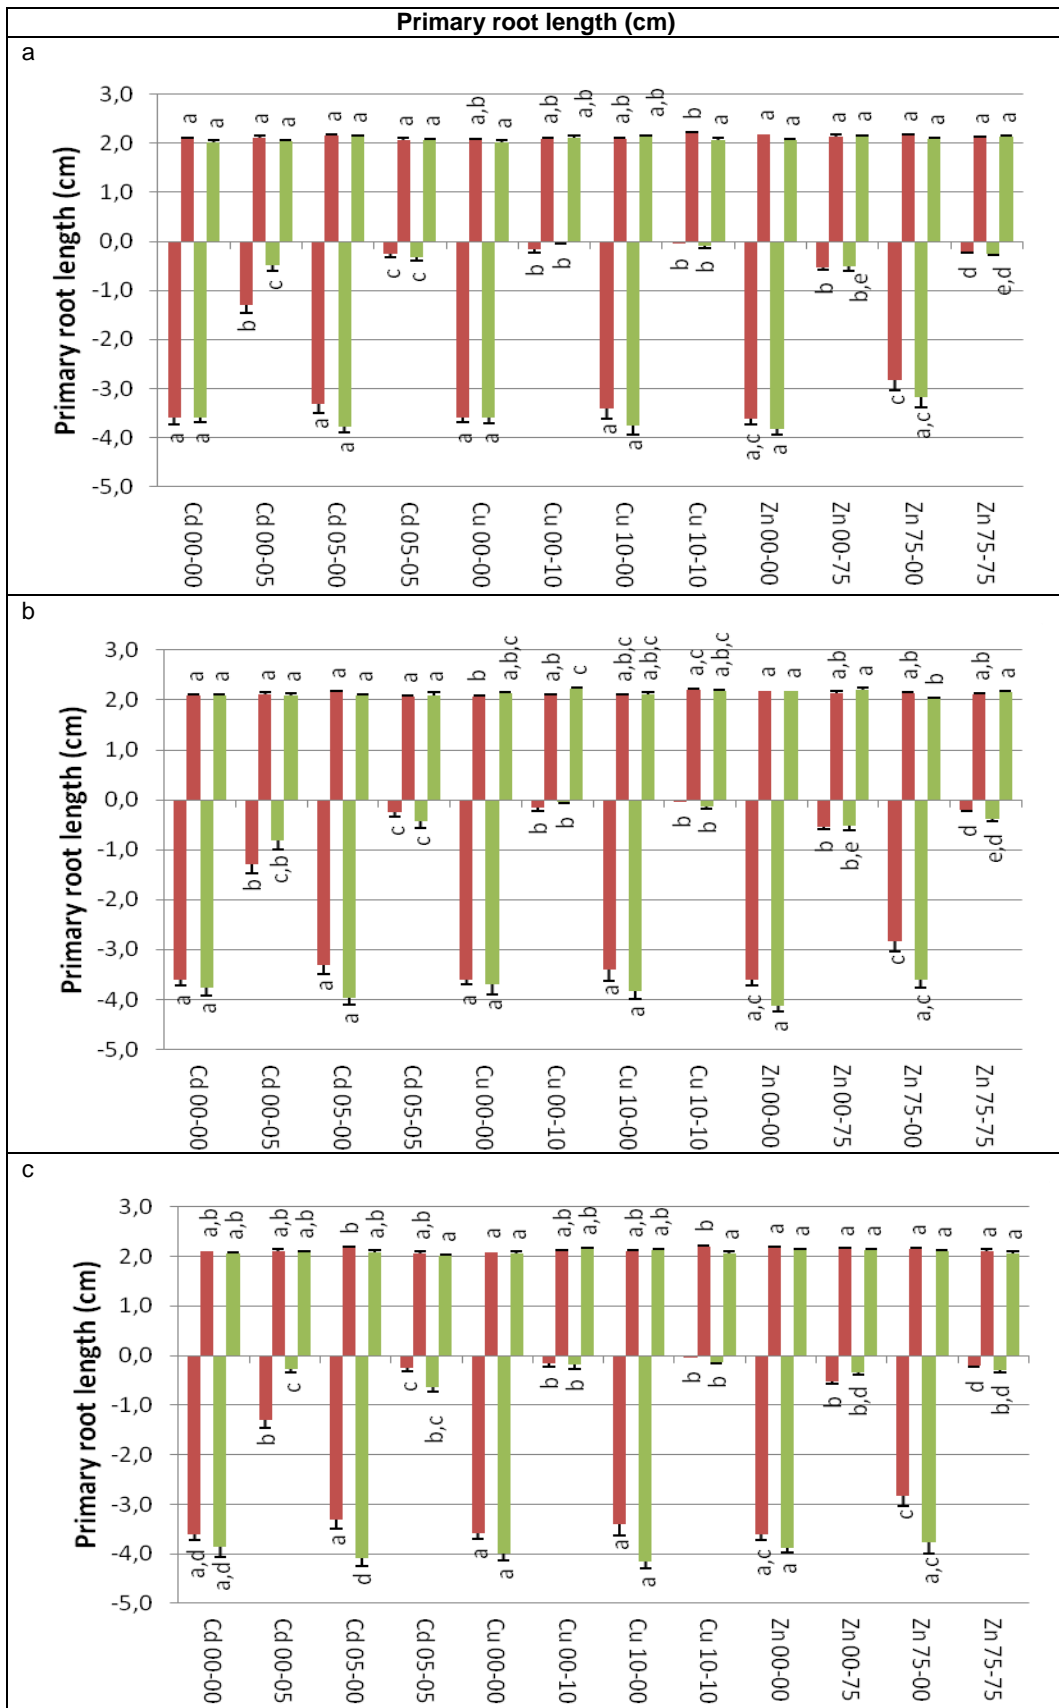 Primary root length (cm)
a
Primary root length (cm)
3,0
2,0
1,0
0,0
-1,0
-2,0
-3,0
-4,0
-5,0
a a a a a a a a a,b a a,b a,b a,b a,b b a a a a a a a a a
a a b c a a c c a a b b a a b b a,c a b b,e c a,c d e,d
Cd 00-00
Cd 00-05
Cd 05-00
Cd 05-05
Cu 00-00
Cu 00-10
Cu 10-00
Cu 10-10
Zn 00-00
Zn 00-75
Zn 75-00
Zn 75-75
b
Primary root length (cm)
3,0
2,0
1,0
0,0
-1,0
-2,0
-3,0
-4,0
-5,0
a a a a a a a a b a,b,c a,b c a,b,c a,b,c a,c a,b,c a a a,b a a,b b a,b a
a a b c,b a a c c a a b b a a b b a,c a b b,e c a,c d e,d
Cd 00-00
Cd 00-05
Cd 05-00
Cd 05-05
Cu 00-00
Cu 00-10
Cu 10-00
Cu 10-10
Zn 00-00
Zn 00-75
Zn 75-00
Zn 75-75
c
Primary root length (cm)
3,0
2,0
1,0
0,0
-1,0
-2,0
-3,0
-4,0
-5,0
a,b a,b a,b a,b b a,b a,b a a a a,b a,b a,b a,b b a a a a a a a a a
a,d a,d b c a d c b,c a a b b a a b b a,c a b b,d c a,c d b,d
Cd 00-00
Cd 00-05
Cd 05-00
Cd 05-05
Cu 00-00
Cu 00-10
Cu 10-00
Cu 10-10
Zn 00-00
Zn 00-75
Zn 75-00
Zn 75-75